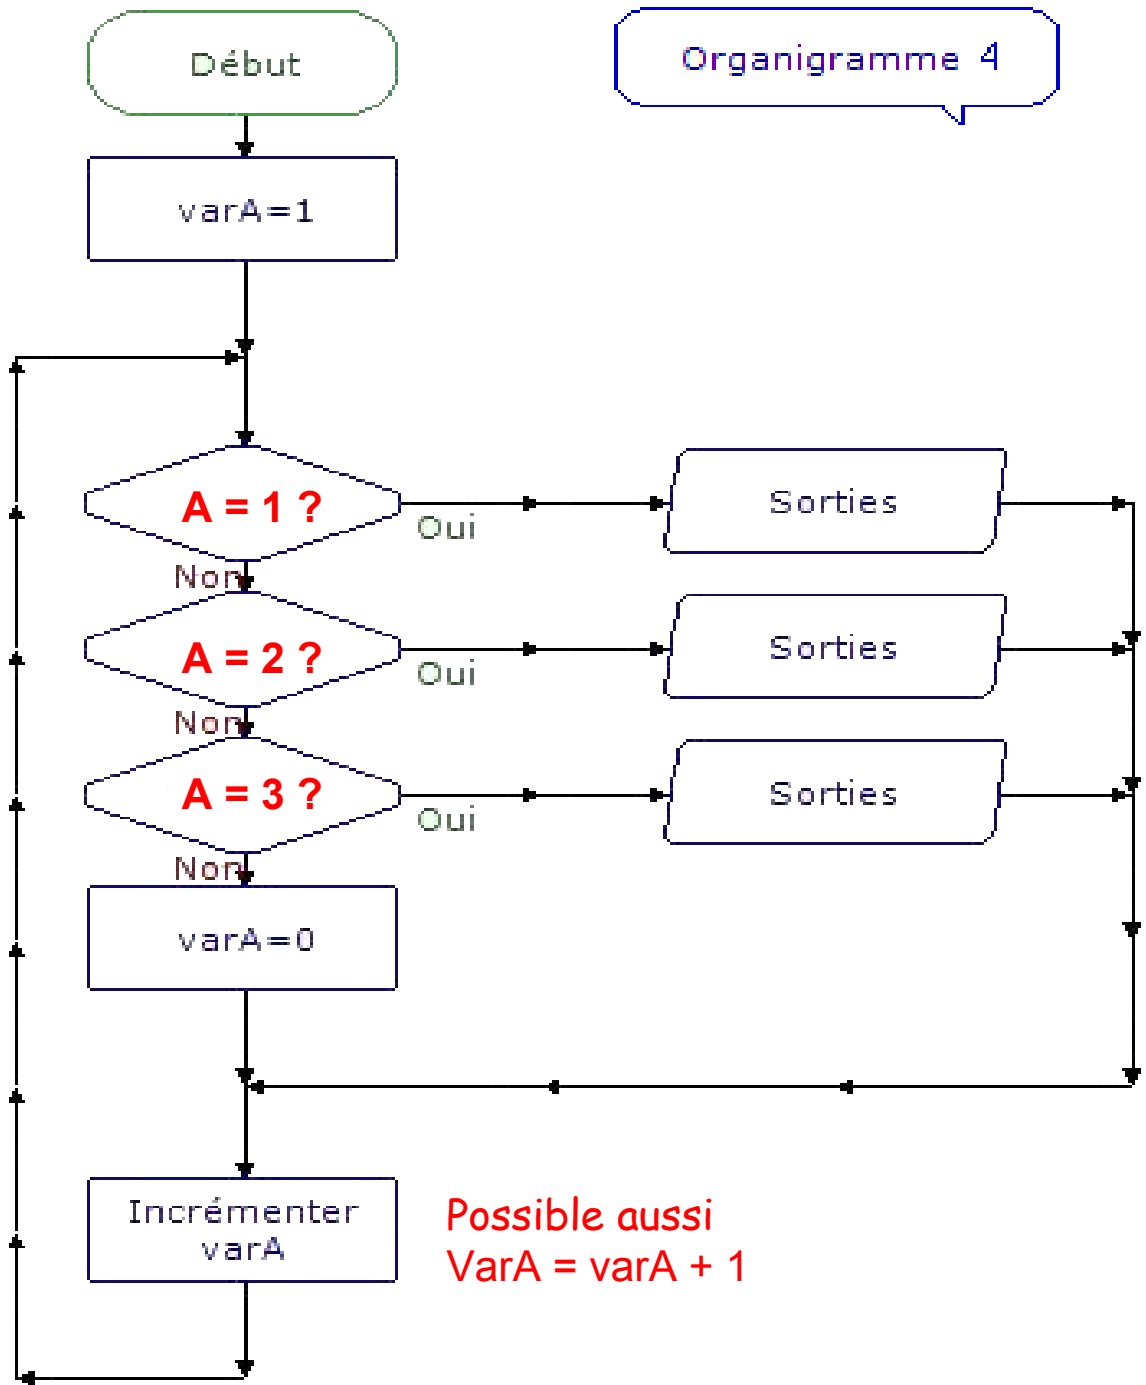 Début
Organigramme 4
varA=1
A = 1 ?
Oui
Sorties
Non
A = 2 ?
Oui
Sorties
Non
A = 3 ?
Oui
Sorties
Non
varA=0
Incrémenter
varA
Possible aussi
VarA = varA + 1